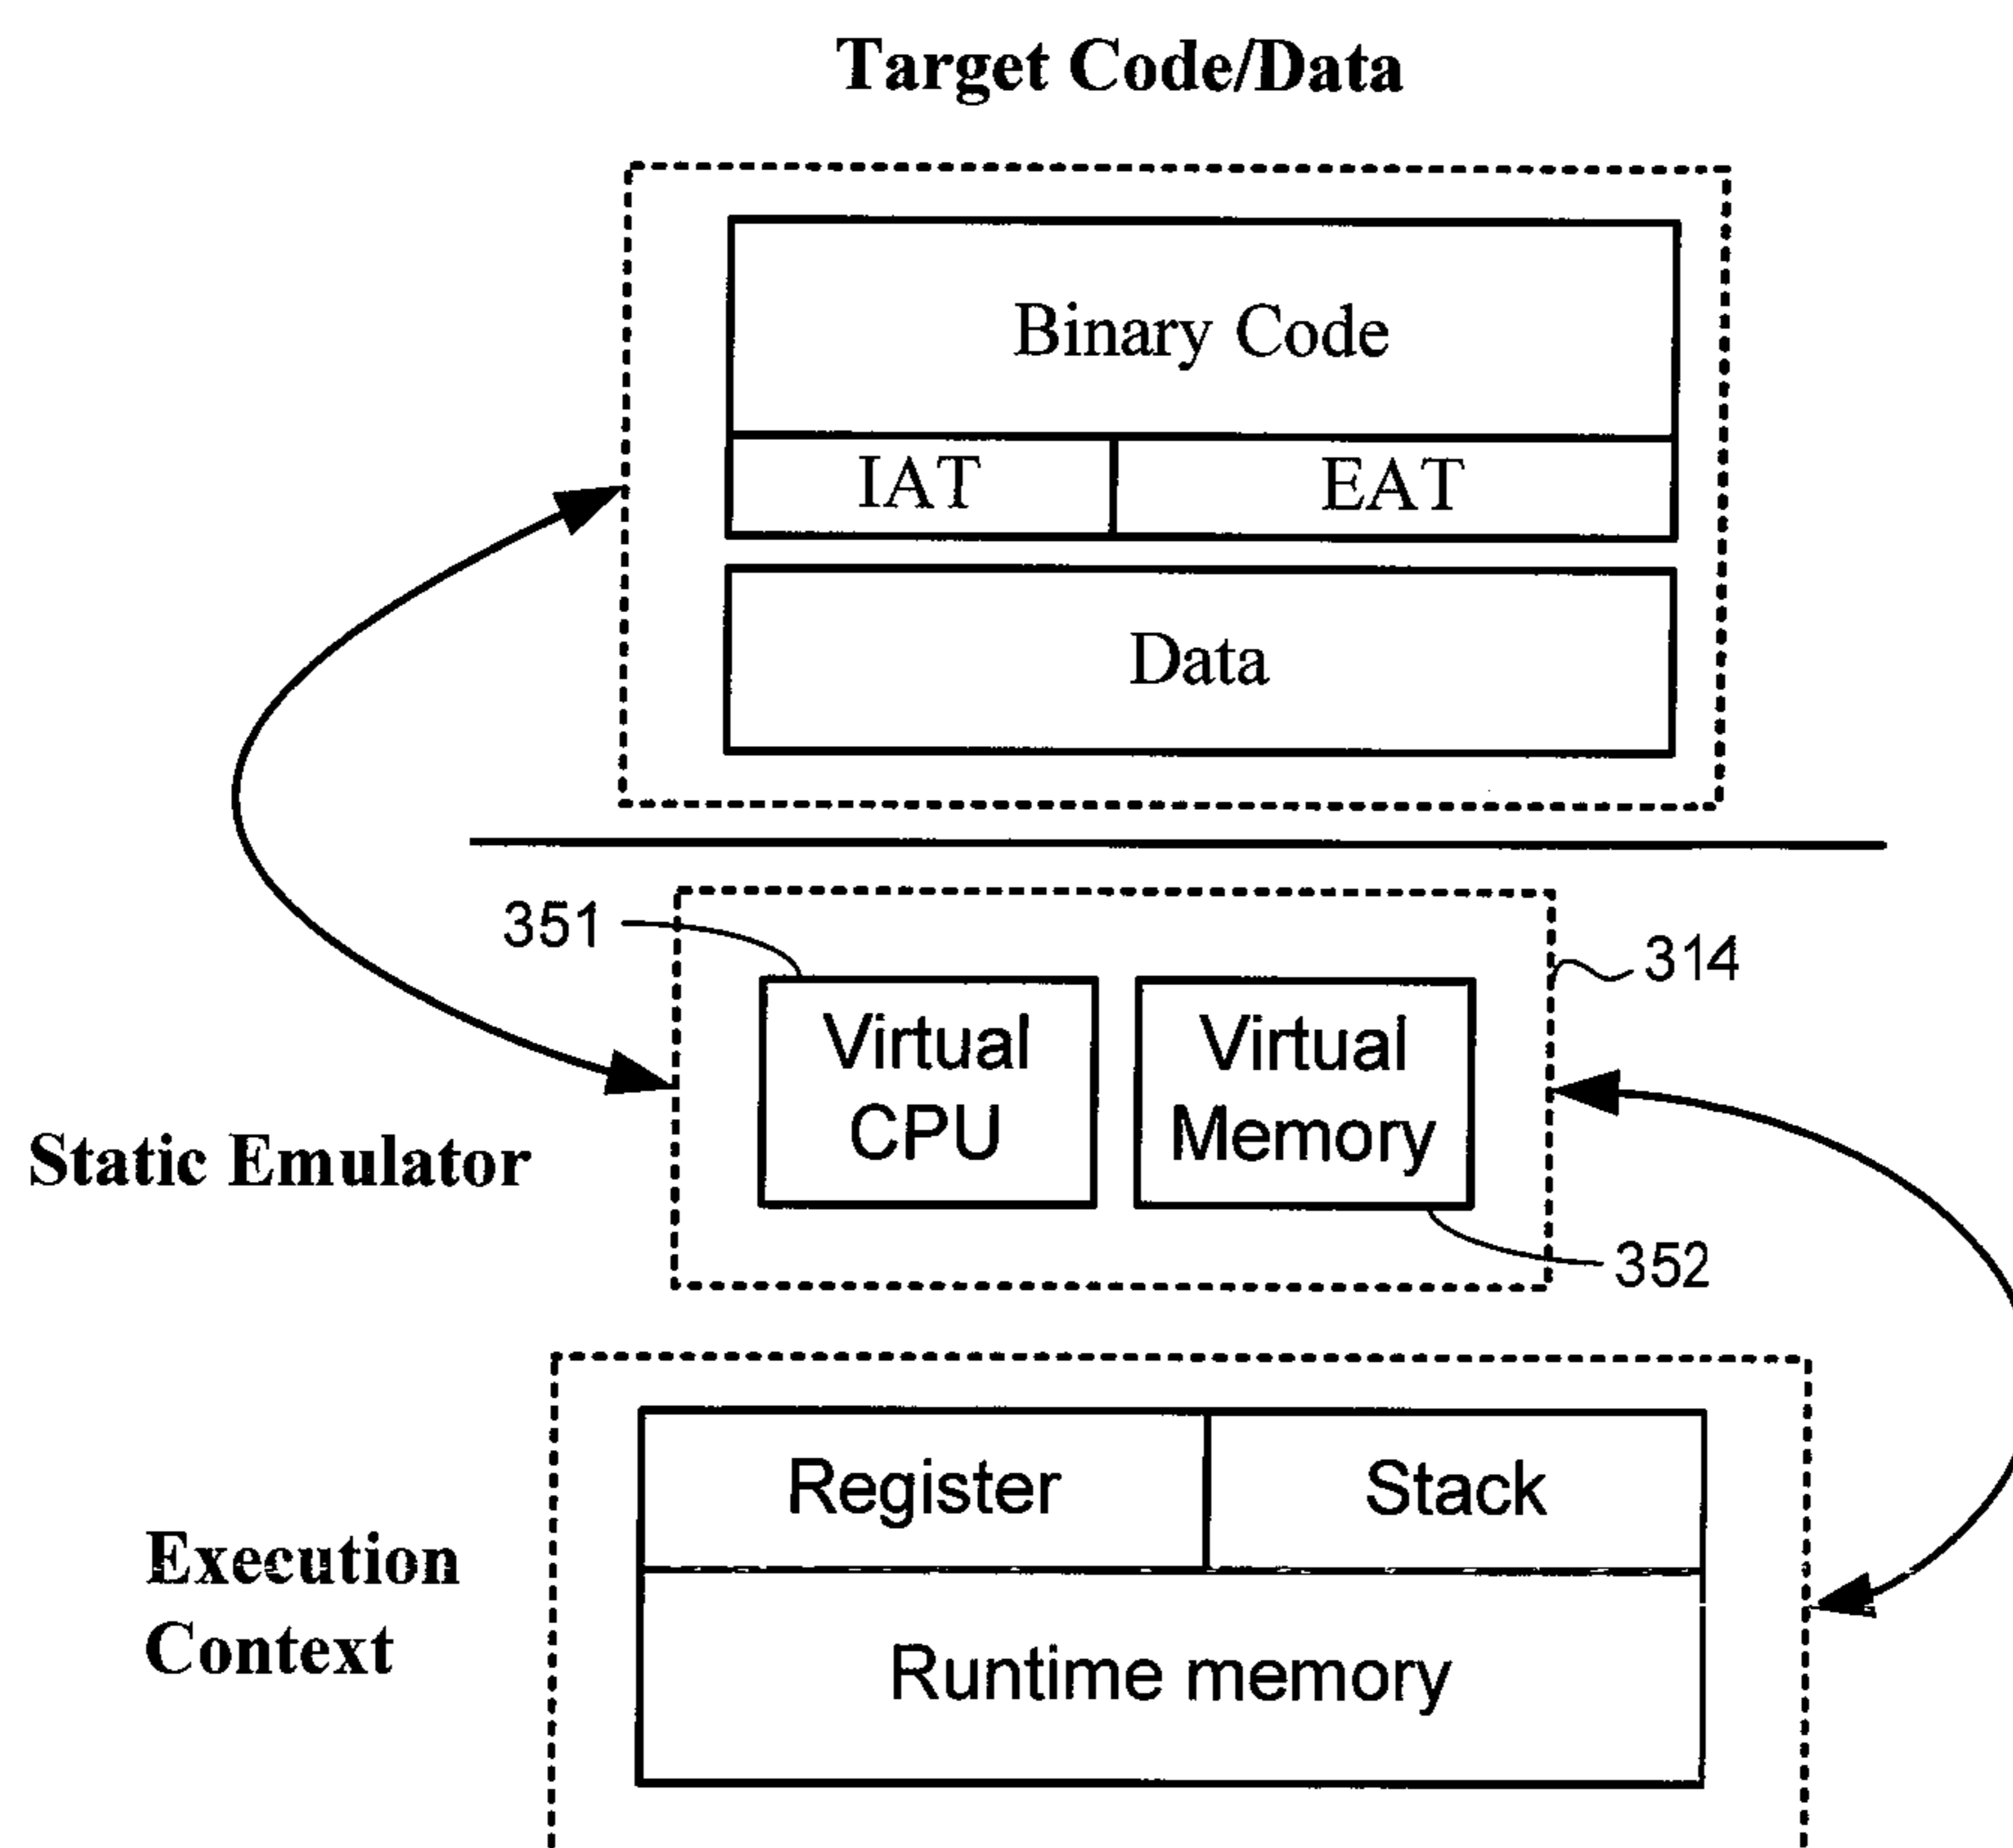 Target Code/Data
Binary Code
IAT
EAT
Data
351
314
Virtual
CPU
Virtual
Memory
Static Emulator
352
Register
Stack
Execution
Context
Runtime memory